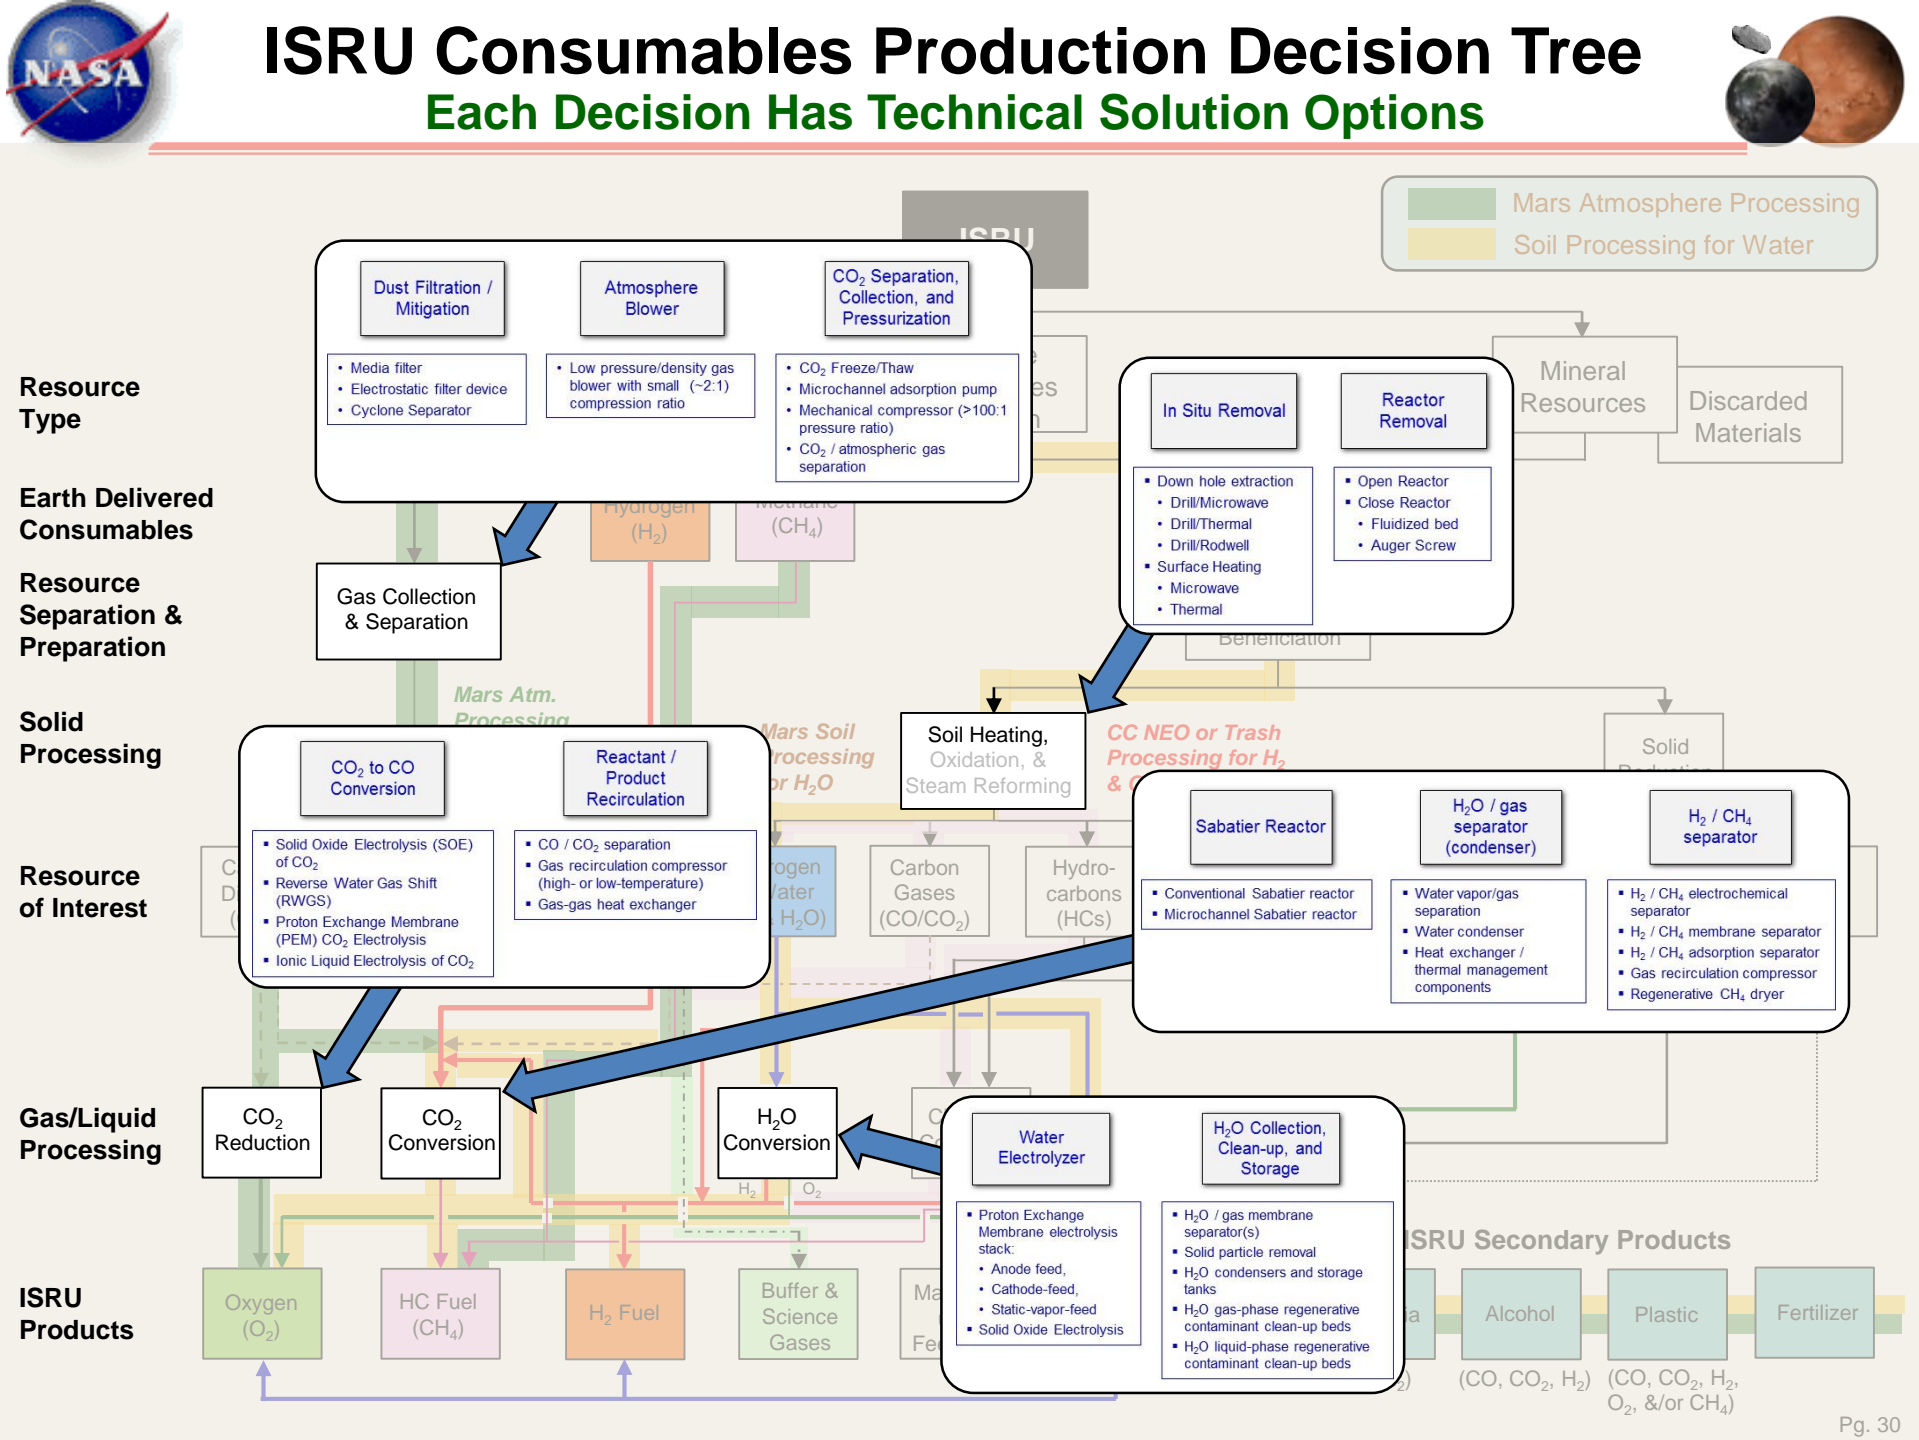 NASA
ISRU Consumables Production Decision Tree
Each Decision Has Technical Solution Options
Mars Atmosphere Processing
Soil Processing for Water
ISRU
Dust Filtration /
Mitigation
• Media filter
• Electrostatic filter device
• Cyclone Separator
Atmosphere
Blower
• Low pressure/density gas
blower with small (~2:1)
compression ratio
CO₂ Separation,
Collection, and
Pressurization
• CO₂ Freeze/Thaw
• Microchannel adsorption pump
• Mechanical compressor (>100:1
pressure ratio)
• CO₂ / atmospheric gas
separation
Resource
Type
Mineral
Resources
Discarded
Materials
In Situ Removal
▪ Down hole extraction
• Drill/Microwave
• Drill/Thermal
• Drill/Rodwell
▪ Surface Heating
• Microwave
• Thermal
Reactor
Removal
▪ Open Reactor
▪ Close Reactor
• Fluidized bed
• Auger Screw
Earth Delivered
Consumables
Hydrogen
(H₂)
Methane
(CH₄)
Resource
Separation &
Preparation
Gas Collection
& Separation
Beneficiation
Solid
Processing
Mars Atm.
Processing
Mars Soil
Processing
for H₂O
Soil Heating,
Oxidation, &
Steam Reforming
CC NEO or Trash
Processing for H₂
&
Solid
CO₂ to CO
Conversion
▪ Solid Oxide Electrolysis (SOE)
of CO₂
▪ Reverse Water Gas Shift
(RWGS)
▪ Proton Exchange Membrane
(PEM) CO₂ Electrolysis
▪ Ionic Liquid Electrolysis of CO₂
Reactant /
Product
Recirculation
▪ CO / CO₂ separation
▪ Gas recirculation compressor
(high- or low-temperature)
▪ Gas-gas heat exchanger
Sabatier Reactor
▪ Conventional Sabatier reactor
▪ Microchannel Sabatier reactor
H₂O / gas
separator
(condenser)
▪ Water vapor/gas
separation
▪ Water condenser
▪ Heat exchanger /
thermal management
components
H₂ / CH₄
separator
▪ H₂ / CH₄ electrochemical
separator
▪ H₂ / CH₄ membrane separator
▪ H₂ / CH₄ adsorption separator
▪ Gas recirculation compressor
▪ Regenerative CH₄ dryer
Resource
of Interest
Carbon
Gases
(CO/CO₂)
Hydro-
carbons
(HCs)
Gas/Liquid
Processing
CO₂
Reduction
CO₂
Conversion
H₂O
Conversion
H₂
O₂
Water
Electrolyzer
▪ Proton Exchange
Membrane electrolysis
stack:
• Anode feed,
• Cathode-feed,
• Static-vapor-feed
▪ Solid Oxide Electrolysis
H₂O Collection,
Clean-up, and
Storage
▪ H₂O / gas membrane
separator(s)
▪ Solid particle removal
▪ H₂O condensers and storage
tanks
▪ H₂O gas-phase regenerative
contaminant clean-up beds
▪ H₂O liquid-phase regenerative
contaminant clean-up beds
ISRU Secondary Products
ISRU
Products
Oxygen
(O₂)
HC Fuel
(CH₄)
H₂ Fuel
Buffer &
Science
Gases
Alcohol
Plastic
Fertilizer
(CO, CO₂, H₂)
(CO, CO₂, H₂,
O₂, &/or CH₄)
Pg. 30